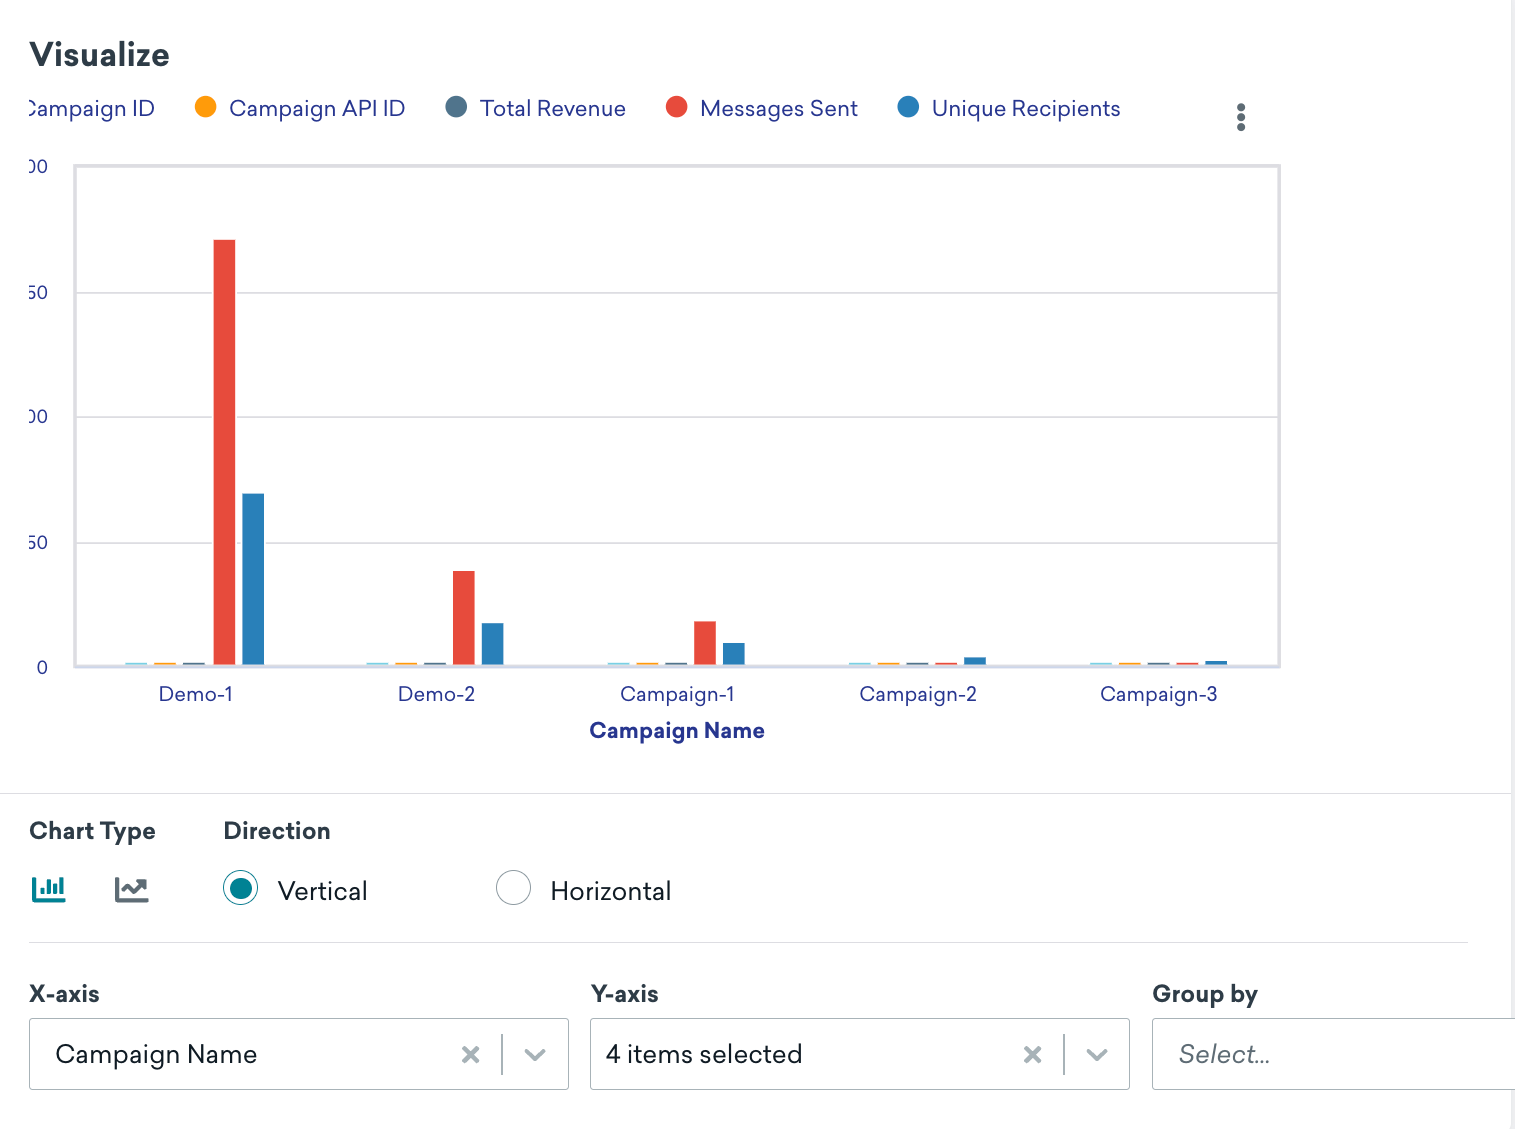 Visualize
Campaign ID Campaign API ID Total Revenue Messages Sent Unique Recipients
00
50
00
50
0
Demo-1 Demo-2 Campaign-1 Campaign-2 Campaign-3
Campaign Name
Chart Type Direction
Vertical Horizontal
X-axis Y-axis Group by
Campaign Name 4 items selected Select...